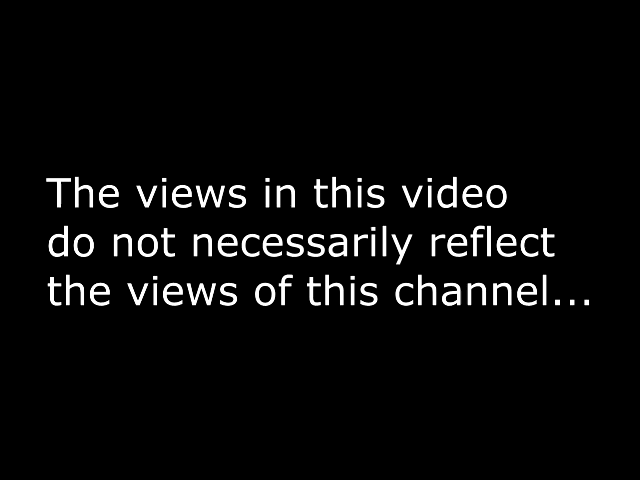 The views in this video
do not necessarily reflect
the views of this channel...